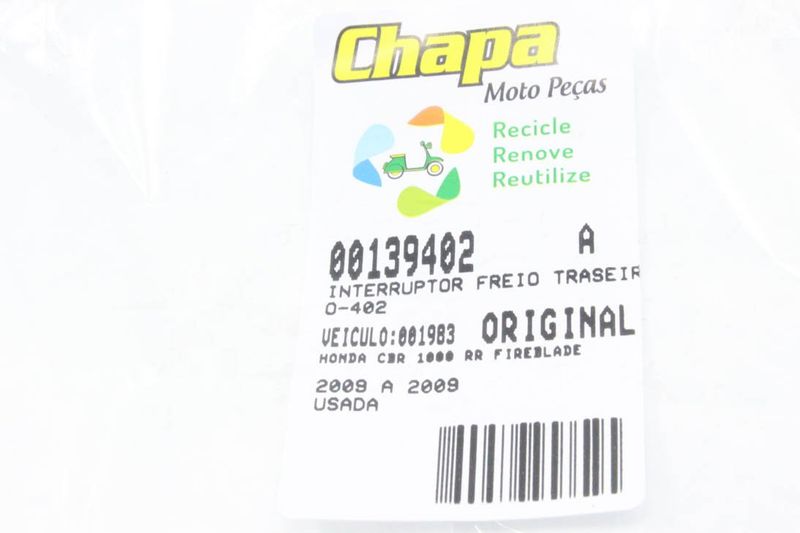 Chapa
Moto Peças
Recicle
Renove
Reutilize
00139402 A
INTERRUPTOR FREIO TRASEIR
O-402
VEICULO:001983 ORIGINAL
HONDA CBR 1000 RR FIREBLADE
2009 A 2009
USADA